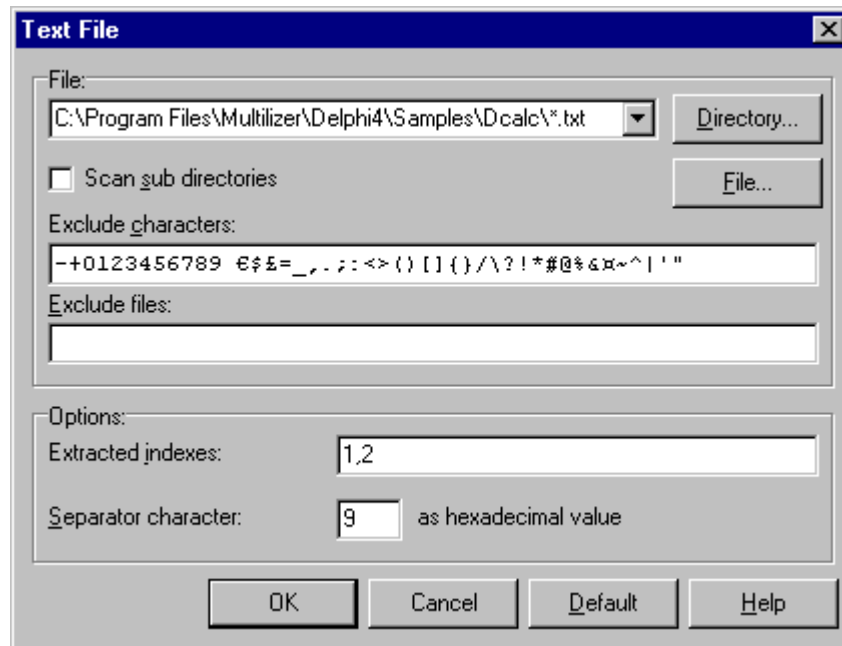 Text File
File:
C:\Program Files\Multilizer\Delphi4\Samples\Dcalc\*.txt
Directory...
Scan sub directories
File...
Exclude characters:
-+0123456789 €$£=_,.;:<>()[]{}/\?!*#@%&¤~^|'"
Exclude files:
Options:
Extracted indexes:
1,2
Separator character:
9
as hexadecimal value
OK
Cancel
Default
Help